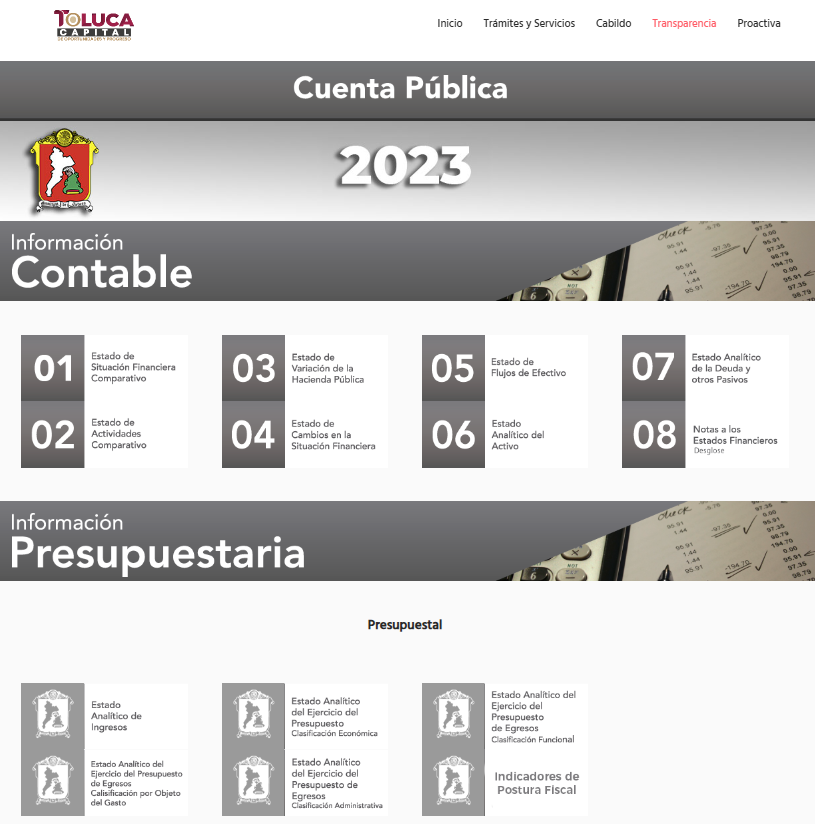 TOLUCA
CAPITAL
DE OPORTUNIDADES Y PROGRESO
Inicio
Trámites y Servicios
Cabildo
Transparencia
Proactiva
Cuenta Pública
2023
Información
Contable
01
Estado de
Situación Financiera
Comparativo
02
Estado de
Actividades
Comparativo
03
Estado de
Variación de la
Hacienda Pública
04
Estado de
Cambios en la
Situación Financiera
05
Estado de
Flujos de Efectivo
06
Estado
Analítico del
Activo
07
Estado Analítico
de la Deuda y
otros Pasivos
08
Notas a los
Estados Financieros
Desglose
Información
Presupuestaria
Presupuestal
Estado
Analítico de
Ingresos
Estado Analítico del
Ejercicio del Presupuesto
de Egresos
Calisificación por Objeto
del Gasto
Estado Analítico
del Ejercicio del
Presupuesto
Clasificación Económica
Estado Analítico
del Ejercicio del
Presupuesto de
Egresos
Clasificación Administrativa
Estado Analítico del
Ejercicio del
Presupuesto
de Egresos
Clasificación Funcional
Indicadores de
Postura Fiscal